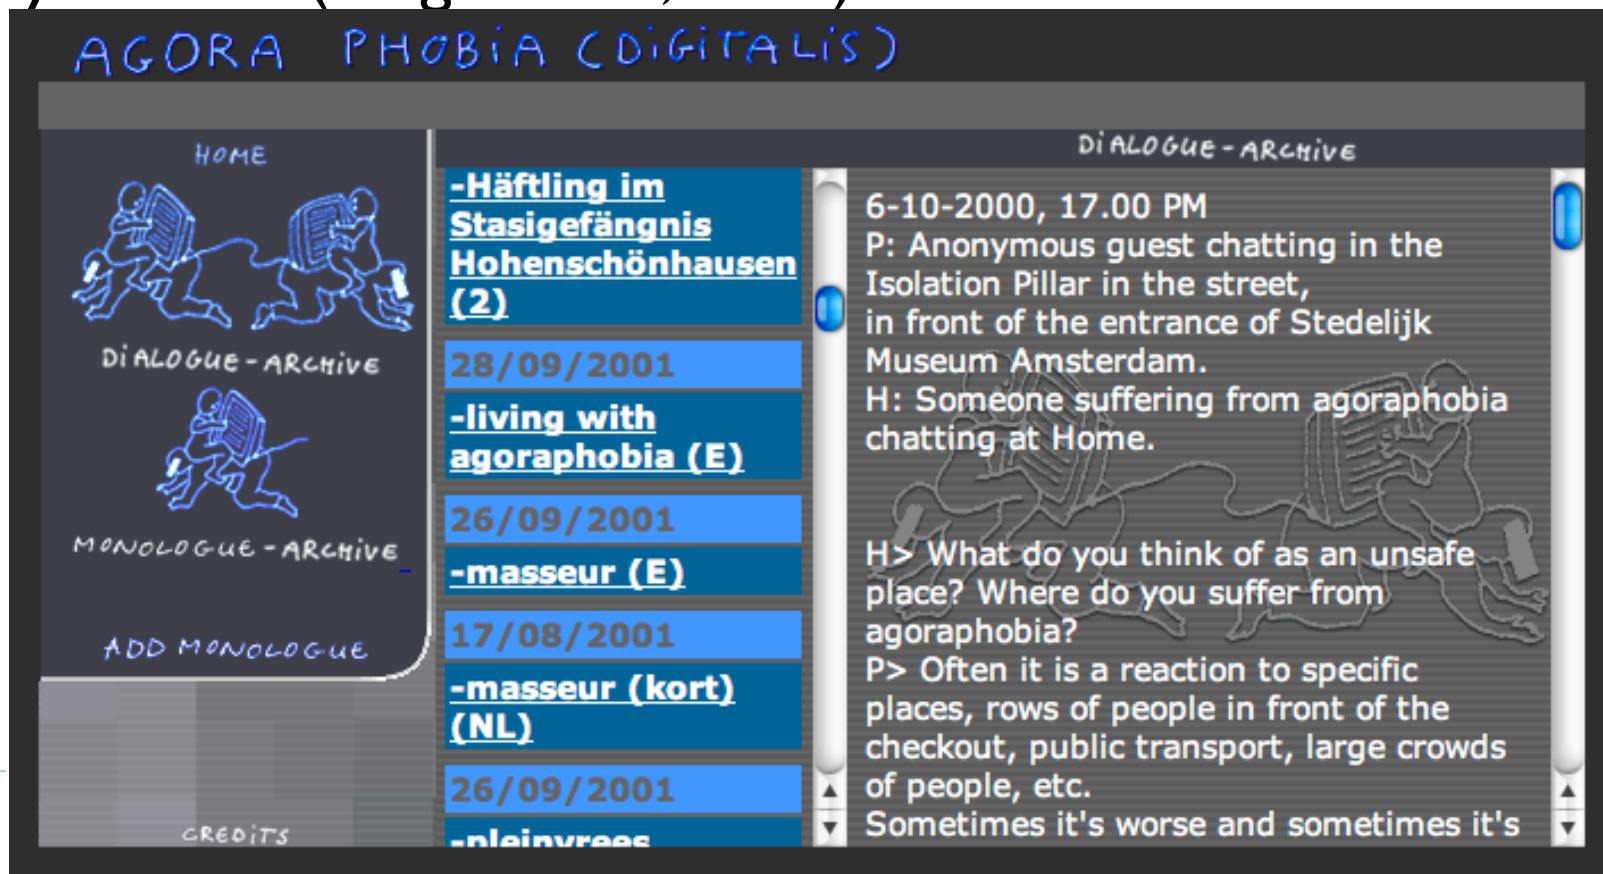 AGORA PHOBIA (DIGITALIS)
HOME
DIALOGUE-ARCHIVE
MONOLOGUE-ARCHIVE
ADD MONOLOGUE
CREDITS
-Häftling im
Stasigefängnis
Hohenschönhausen
(2)
28/09/2001
-living with
agoraphobia (E)
26/09/2001
-masseur (E)
17/08/2001
-masseur (kort)
(NL)
26/09/2001
-pleinvrees
DIALOGUE-ARCHIVE
6-10-2000, 17.00 PM
P: Anonymous guest chatting in the
Isolation Pillar in the street,
in front of the entrance of Stedelijk
Museum Amsterdam.
H: Someone suffering from agoraphobia
chatting at Home.
H> What do you think of as an unsafe
place? Where do you suffer from
agoraphobia?
P> Often it is a reaction to specific
places, rows of people in front of the
checkout, public transport, large crowds
of people, etc.
Sometimes it's worse and sometimes it's